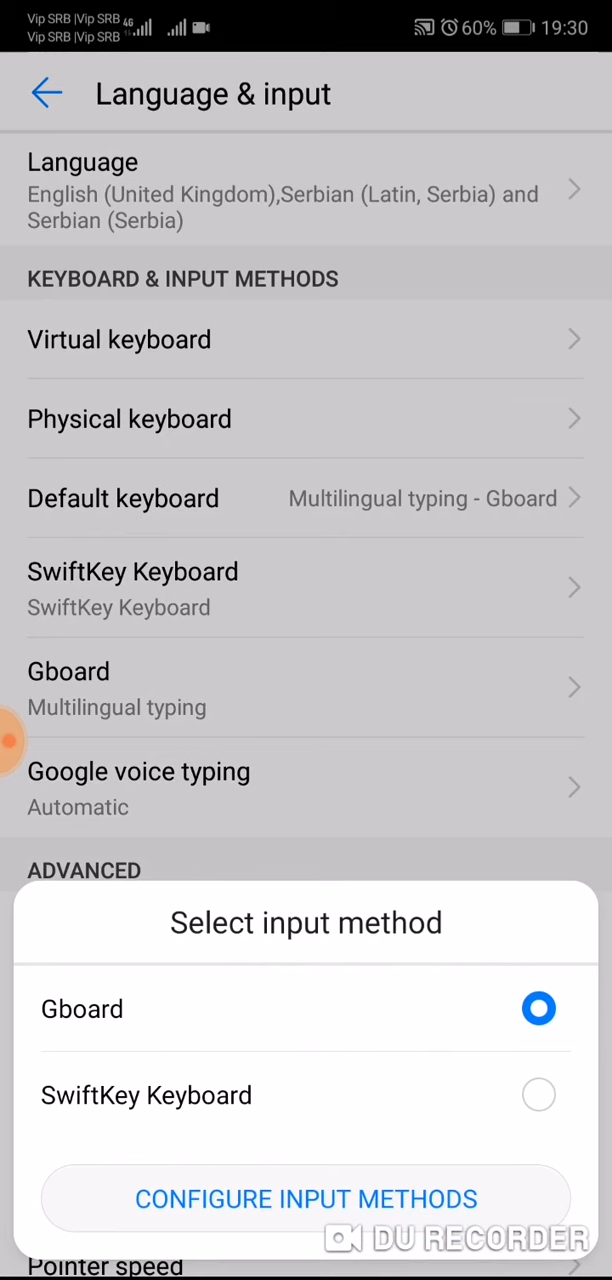 Vip SRB |Vip SRB 4G
Vip SRB |Vip SRB
60% 19:30
Language & input
Language
English (United Kingdom),Serbian (Latin, Serbia) and
Serbian (Serbia)
KEYBOARD & INPUT METHODS
Virtual keyboard
Physical keyboard
Default keyboard Multilingual typing - Gboard
SwiftKey Keyboard
SwiftKey Keyboard
Gboard
Multilingual typing
Google voice typing
Automatic
ADVANCED
Select input method
Gboard
SwiftKey Keyboard
CONFIGURE INPUT METHODS
DU RECORDER
Pointer speed